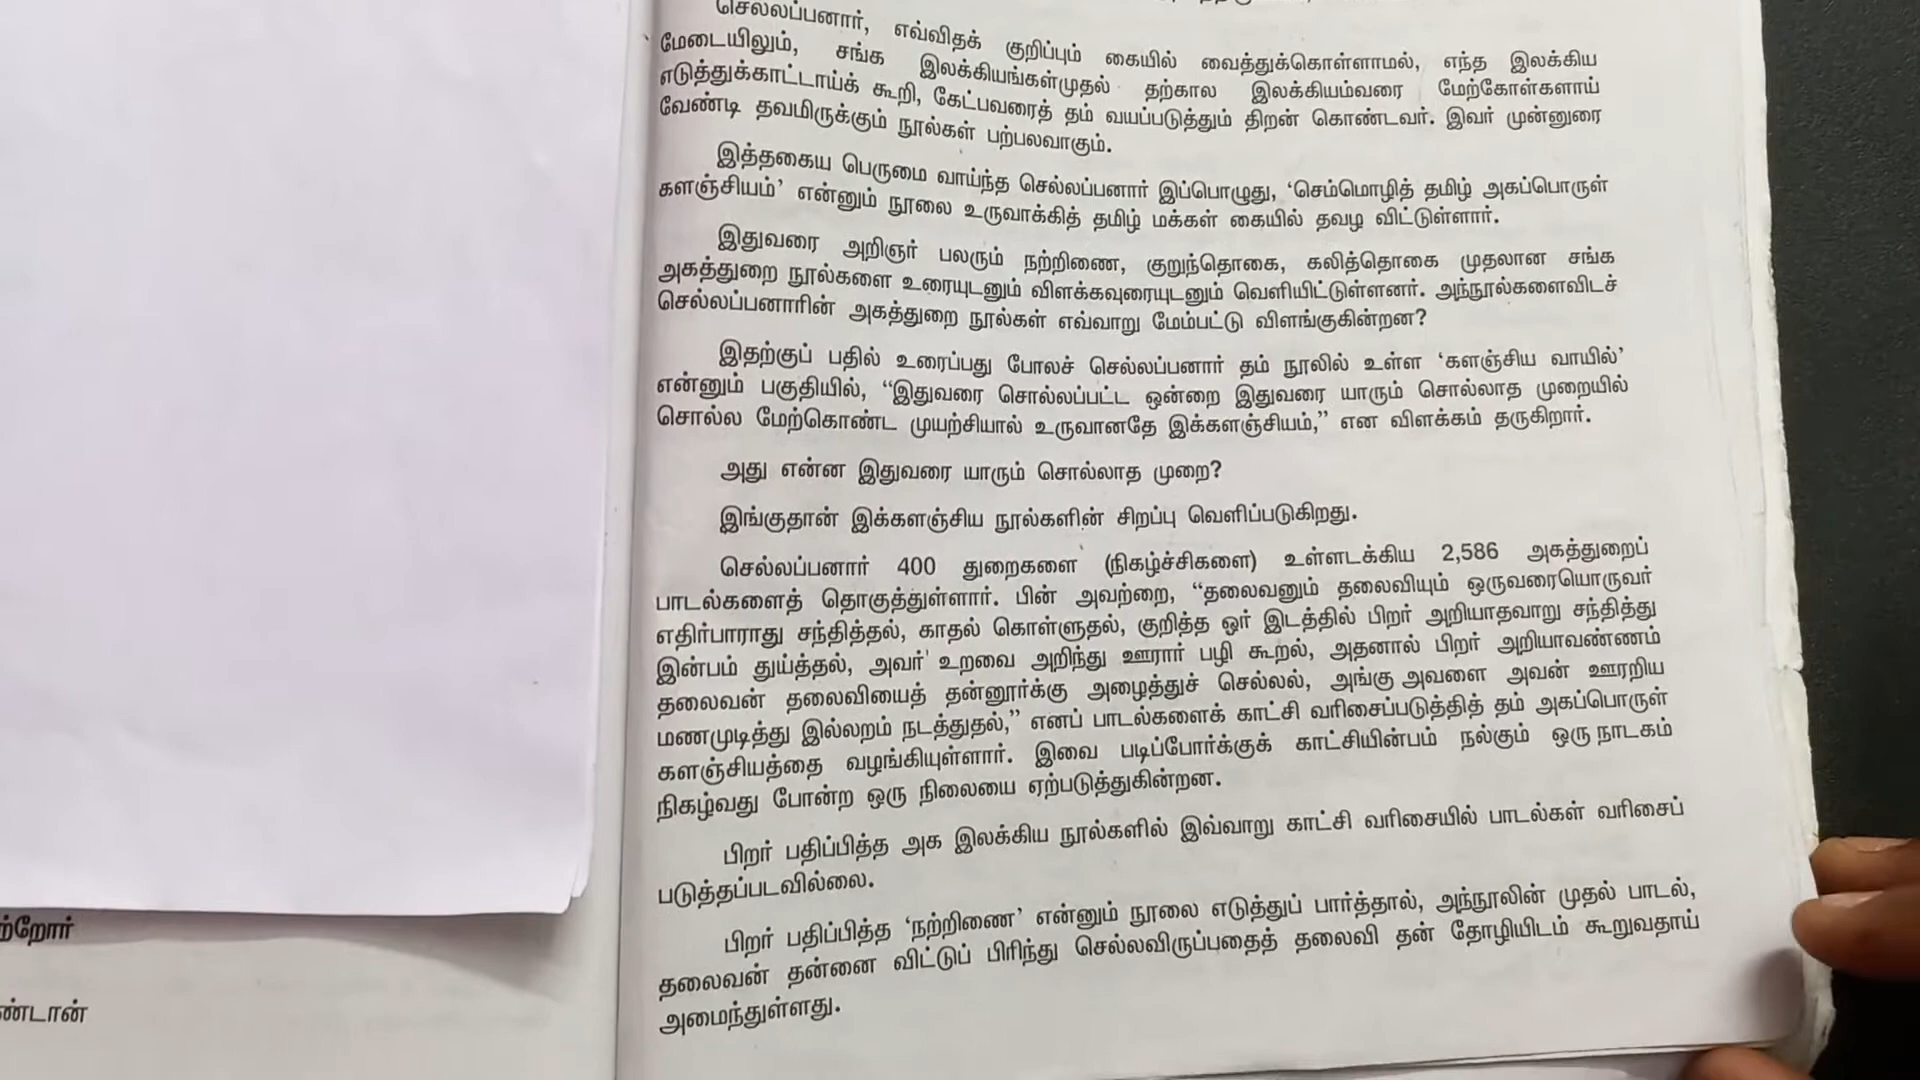 செல்லப்பனார், எவ்விதக் குறிப்பும் கையில் வைத்துக்கொள்ளாமல், எந்த இலக்கிய
மேடையிலும், சங்க இலக்கியங்கள்முதல் தற்கால இலக்கியம்வரை மேற்கோள்களாய்
எடுத்துக்காட்டாய்க் கூறி, கேட்பவரைத் தம் வயப்படுத்தும் திறன் கொண்டவர். இவர் முன்னுரை
வேண்டி தவமிருக்கும் நூல்கள் பற்பலவாகும்.
இத்தகைய பெருமை வாய்ந்த செல்லப்பனார் இப்பொழுது, ‘செம்மொழித் தமிழ் அகப்பொருள்
களஞ்சியம்’ என்னும் நூலை உருவாக்கித் தமிழ் மக்கள் கையில் தவழ விட்டுள்ளார்.
இதுவரை அறிஞர் பலரும் நற்றிணை, குறுந்தொகை, கலித்தொகை முதலான சங்க
அகத்துறை நூல்களை உரையுடனும் விளக்கவுரையுடனும் வெளியிட்டுள்ளனர். அந்நூல்களைவிடச்
செல்லப்பனாரின் அகத்துறை நூல்கள் எவ்வாறு மேம்பட்டு விளங்குகின்றன?
இதற்குப் பதில் உரைப்பது போலச் செல்லப்பனார் தம் நூலில் உள்ள ‘களஞ்சிய வாயில்’
என்னும் பகுதியில், “இதுவரை சொல்லப்பட்ட ஒன்றை இதுவரை யாரும் சொல்லாத முறையில்
சொல்ல மேற்கொண்ட முயற்சியால் உருவானதே இக்களஞ்சியம்,” என விளக்கம் தருகிறார்.
அது என்ன இதுவரை யாரும் சொல்லாத முறை?
இங்குதான் இக்களஞ்சிய நூல்களின் சிறப்பு வெளிப்படுகிறது.
செல்லப்பனார் 400 துறைகளை (நிகழ்ச்சிகளை) உள்ளடக்கிய 2,586 அகத்துறைப்
பாடல்களைத் தொகுத்துள்ளார். பின் அவற்றை, “தலைவனும் தலைவியும் ஒருவரையொருவர்
எதிர்பாராது சந்தித்தல், காதல் கொள்ளுதல், குறித்த ஓர் இடத்தில் பிறர் அறியாதவாறு சந்தித்து
இன்பம் துய்த்தல், அவர் உறவை அறிந்து ஊரார் பழி கூறல், அதனால் பிறர் அறியாவண்ணம்
தலைவன் தலைவியைத் தன்னூர்க்கு அழைத்துச் செல்லல், அங்கு அவளை அவன் ஊரறிய
மணமுடித்து இல்லறம் நடத்துதல்,” எனப் பாடல்களைக் காட்சி வரிசைப்படுத்தித் தம் அகப்பொருள்
களஞ்சியத்தை வழங்கியுள்ளார். இவை படிப்போர்க்குக் காட்சியின்பம் நல்கும் ஒரு நாடகம்
நிகழ்வது போன்ற ஒரு நிலையை ஏற்படுத்துகின்றன.
பிறர் பதிப்பித்த அக இலக்கிய நூல்களில் இவ்வாறு காட்சி வரிசையில் பாடல்கள் வரிசைப்
படுத்தப்படவில்லை.
பிறர் பதிப்பித்த ‘நற்றிணை’ என்னும் நூலை எடுத்துப் பார்த்தால், அந்நூலின் முதல் பாடல்,
தலைவன் தன்னை விட்டுப் பிரிந்து செல்லவிருப்பதைத் தலைவி தன் தோழியிடம் கூறுவதாய்
அமைந்துள்ளது.
ற்றோர்
ண்டான்